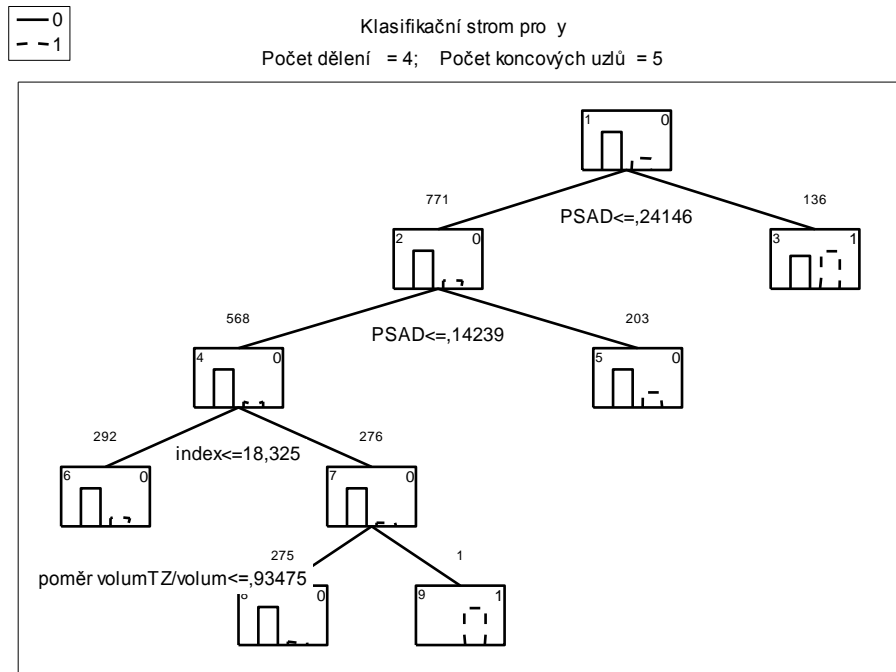 0
1
Klasifikační strom pro y
Počet dělení = 4; Počet koncových uzlů = 5
1 0
771 136
PSAD<=,24146
2 0
3 1
568 203
PSAD<=,14239
4 0
5 0
292 276
index<=18,325
6 0
7 0
275 1
poměr volumTZ/volum<=,93475
0
9 1